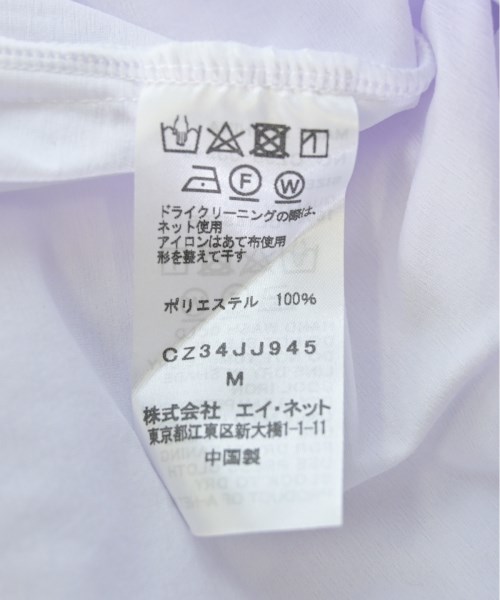 ドライクリーニングの際は、
ネット使用
アイロンはあて布使用
形を整えて干す
ポリエステル 100%
CZ34JJ945
M
株式会社 エイ・ネット
東京都江東区新大橋1-1-11
中国製